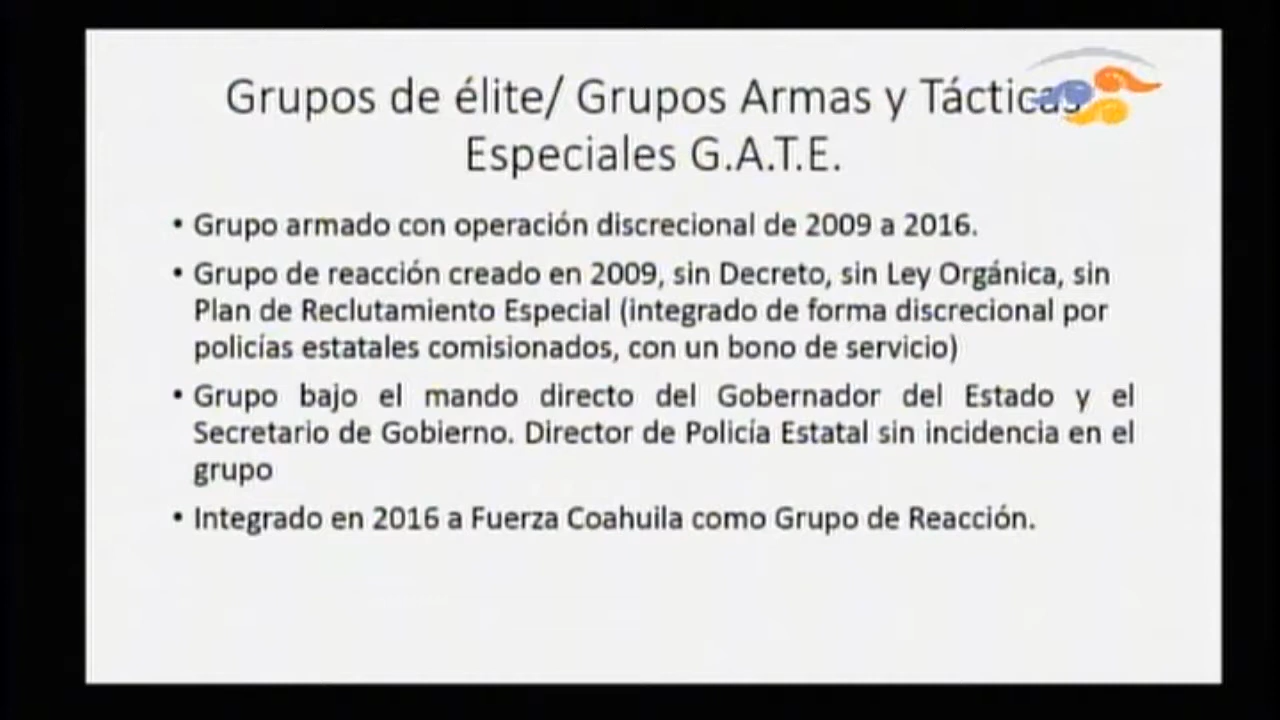 Grupos de élite/ Grupos Armas y Tácticas
Especiales G.A.T.E.
• Grupo armado con operación discrecional de 2009 a 2016.
• Grupo de reacción creado en 2009, sin Decreto, sin Ley Orgánica, sin
Plan de Reclutamiento Especial (integrado de forma discrecional por
policías estatales comisionados, con un bono de servicio)
• Grupo bajo el mando directo del Gobernador del Estado y el
Secretario de Gobierno. Director de Policía Estatal sin incidencia en el
grupo
• Integrado en 2016 a Fuerza Coahuila como Grupo de Reacción.